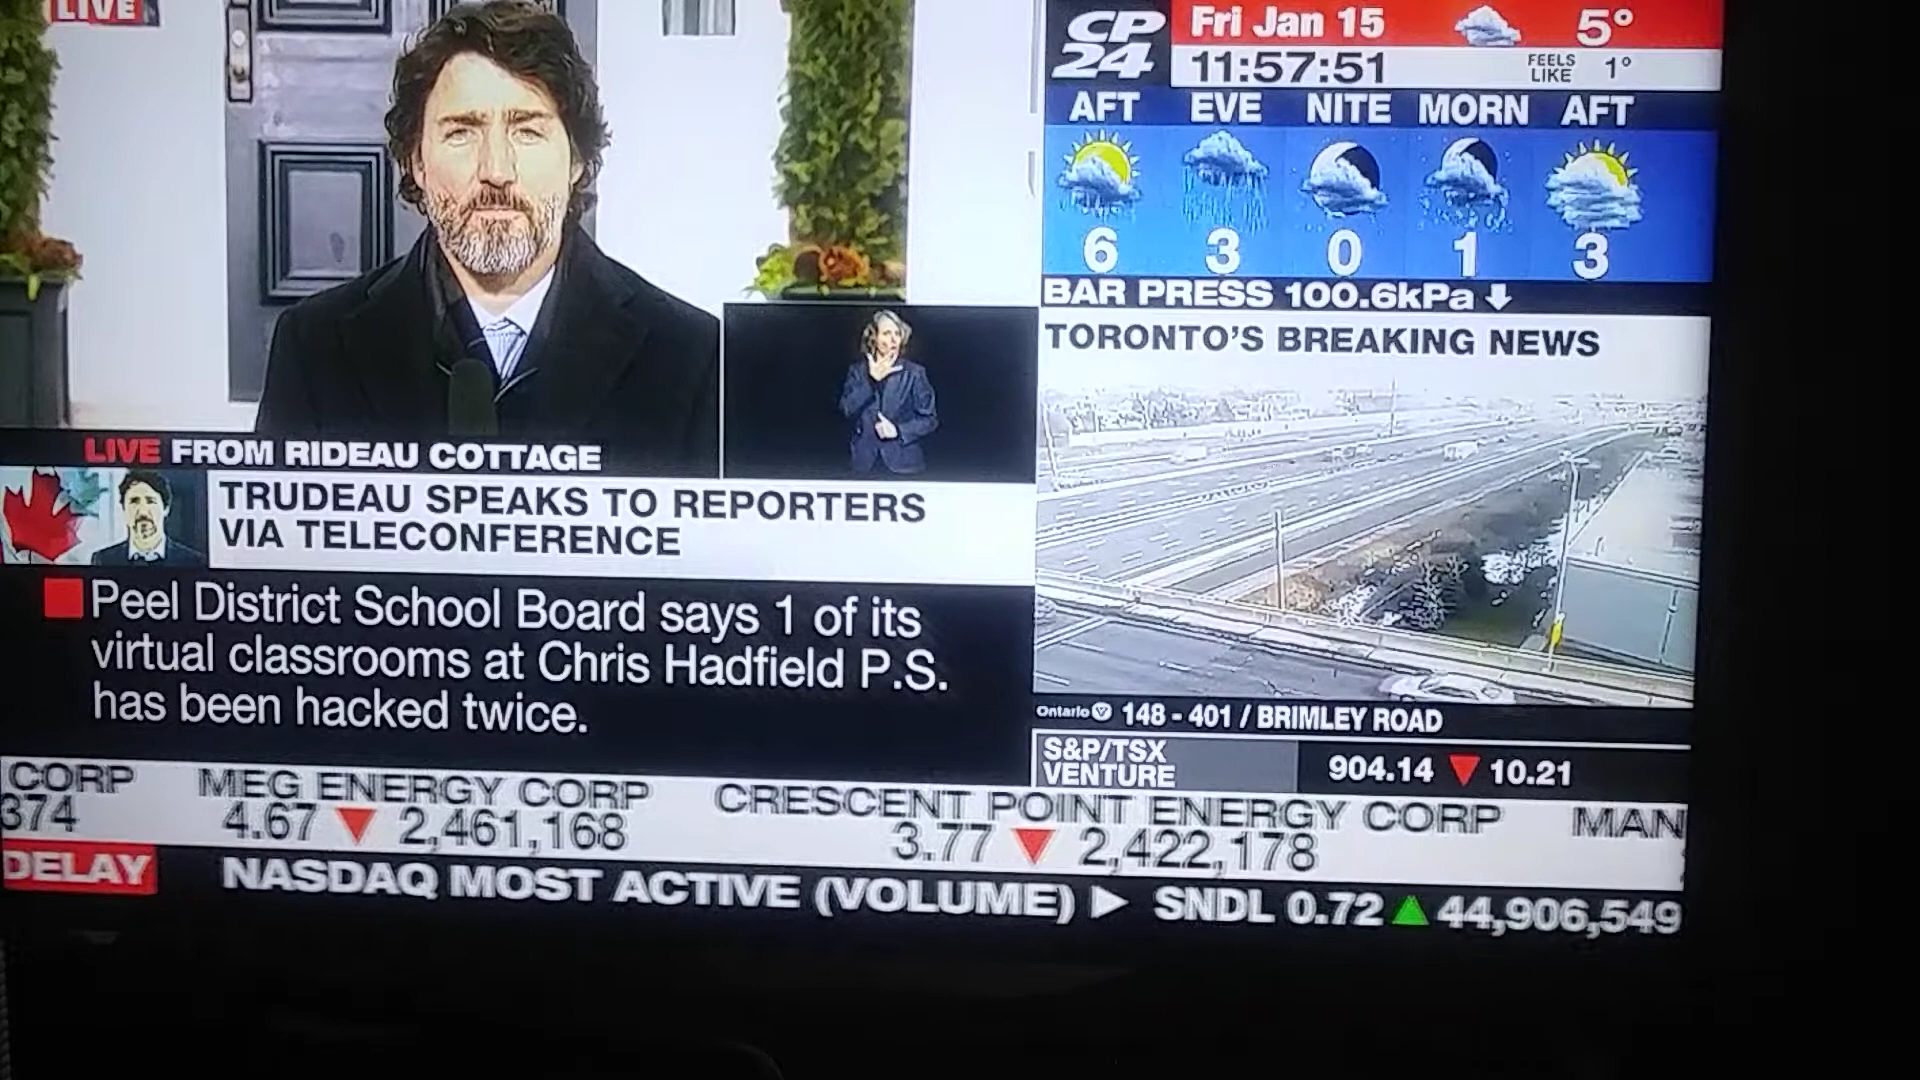 LIVE
CP
24
Fri Jan 15
5°
11:57:51
FEELS
LIKE
1°
AFT EVE NITE MORN AFT
6 3 0 1 3
BAR PRESS 100.6kPa
TORONTO'S BREAKING NEWS
LIVE FROM RIDEAU COTTAGE
TRUDEAU SPEAKS TO REPORTERS
VIA TELECONFERENCE
Peel District School Board says 1 of its
virtual classrooms at Chris Hadfield P.S.
has been hacked twice.
Ontario 148 - 401 / BRIMLEY ROAD
S&P/TSX
VENTURE
904.14 ▼ 10.21
CORP MEG ENERGY CORP CRESCENT POINT ENERGY CORP MAN
374 4.67 ▼ 2,461,168 3.77 ▼ 2,422,178
DELAY NASDAQ MOST ACTIVE (VOLUME) ▶ SNDL 0.72 ▲ 44,906,549